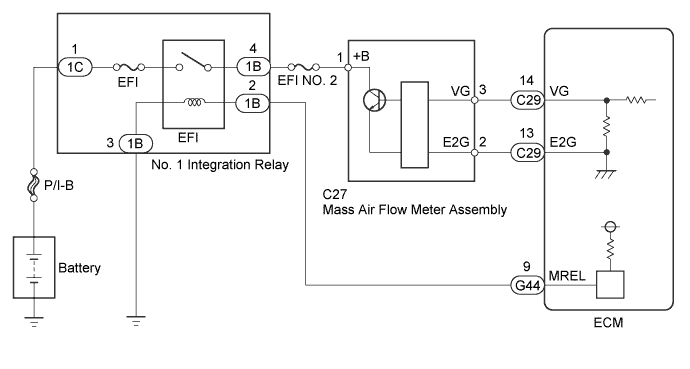 1
1C
EFI
4
1B
EFI NO. 2
2
1B
EFI
3
1B
No. 1 Integration Relay
P/I-B
Battery
1
+B
VG
3
E2G
2
C27
Mass Air Flow Meter Assembly
14
C29
VG
13
C29
E2G
9
G44
MREL
ECM